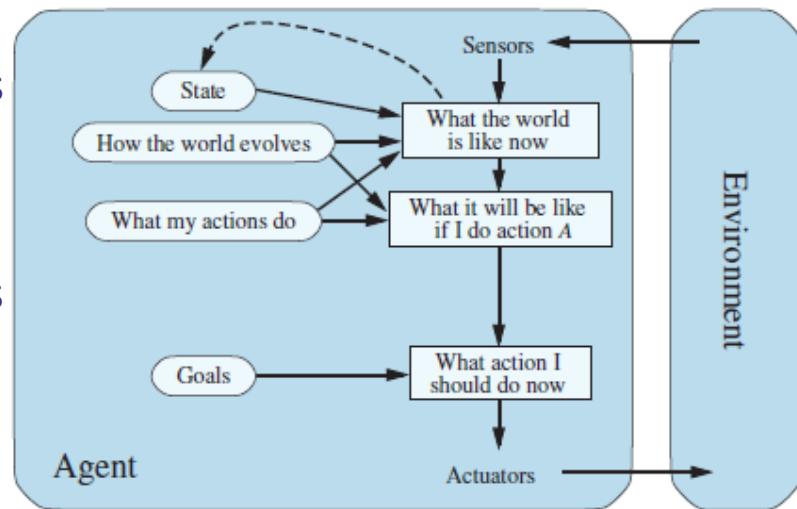 Sensors
s
State
What the world
is like now
How the world evolves
What my actions do
What it will be like
if I do action A
s
Goals
What action I
should do now
Agent
Actuators
Environment